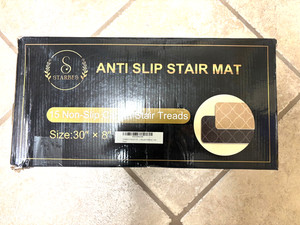 S
ANTI SLIP STAIR MAT
15 Non-Slip
Stair Treads
Size:30" × 8"